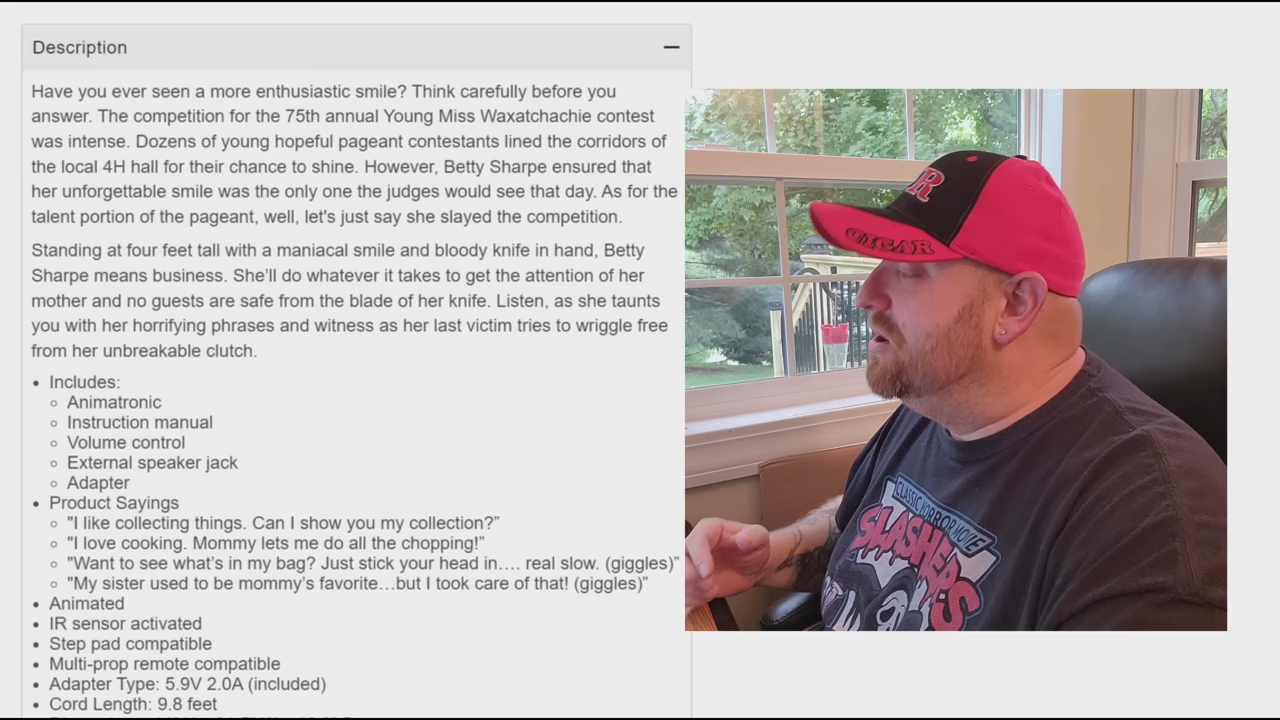 Description
Have you ever seen a more enthusiastic smile? Think carefully before you
answer. The competition for the 75th annual Young Miss Waxatchachie contest
was intense. Dozens of young hopeful pageant contestants lined the corridors of
the local 4H hall for their chance to shine. However, Betty Sharpe ensured that
her unforgettable smile was the only one the judges would see that day. As for the
talent portion of the pageant, well, let's just say she slayed the competition.
Standing at four feet tall with a maniacal smile and bloody knife in hand, Betty
Sharpe means business. She’ll do whatever it takes to get the attention of her
mother and no guests are safe from the blade of her knife. Listen, as she taunts
you with her horrifying phrases and witness as her last victim tries to wriggle free
from her unbreakable clutch.
Includes:
Animatronic
Instruction manual
Volume control
External speaker jack
Adapter
Product Sayings
"I like collecting things. Can I show you my collection?”
"I love cooking. Mommy lets me do all the chopping!”
"Want to see what’s in my bag? Just stick your head in…. real slow. (giggles)”
"My sister used to be mommy’s favorite…but I took care of that! (giggles)”
Animated
IR sensor activated
Step pad compatible
Multi-prop remote compatible
Adapter Type: 5.9V 2.0A (included)
Cord Length: 9.8 feet
R
CIGAR
CLASSIC HORROR MOVIE
SLASHERS